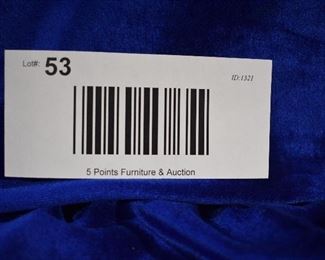 Lot#: 53
ID:1321
5 Points Furniture & Auction